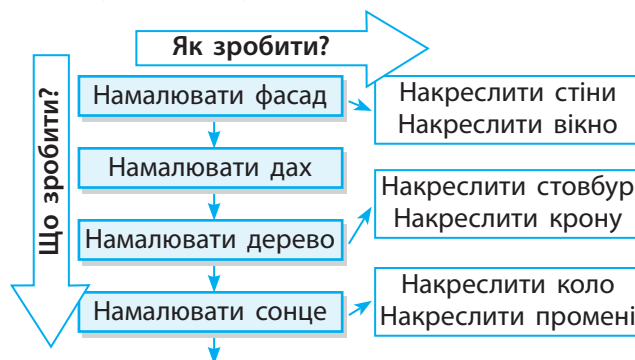 Як зробити?
Що зробити?
Намалювати фасад
Накреслити стіни
Накреслити вікно
Намалювати дах
Намалювати дерево
Накреслити стовбур
Накреслити крону
Намалювати сонце
Накреслити коло
Накреслити промені